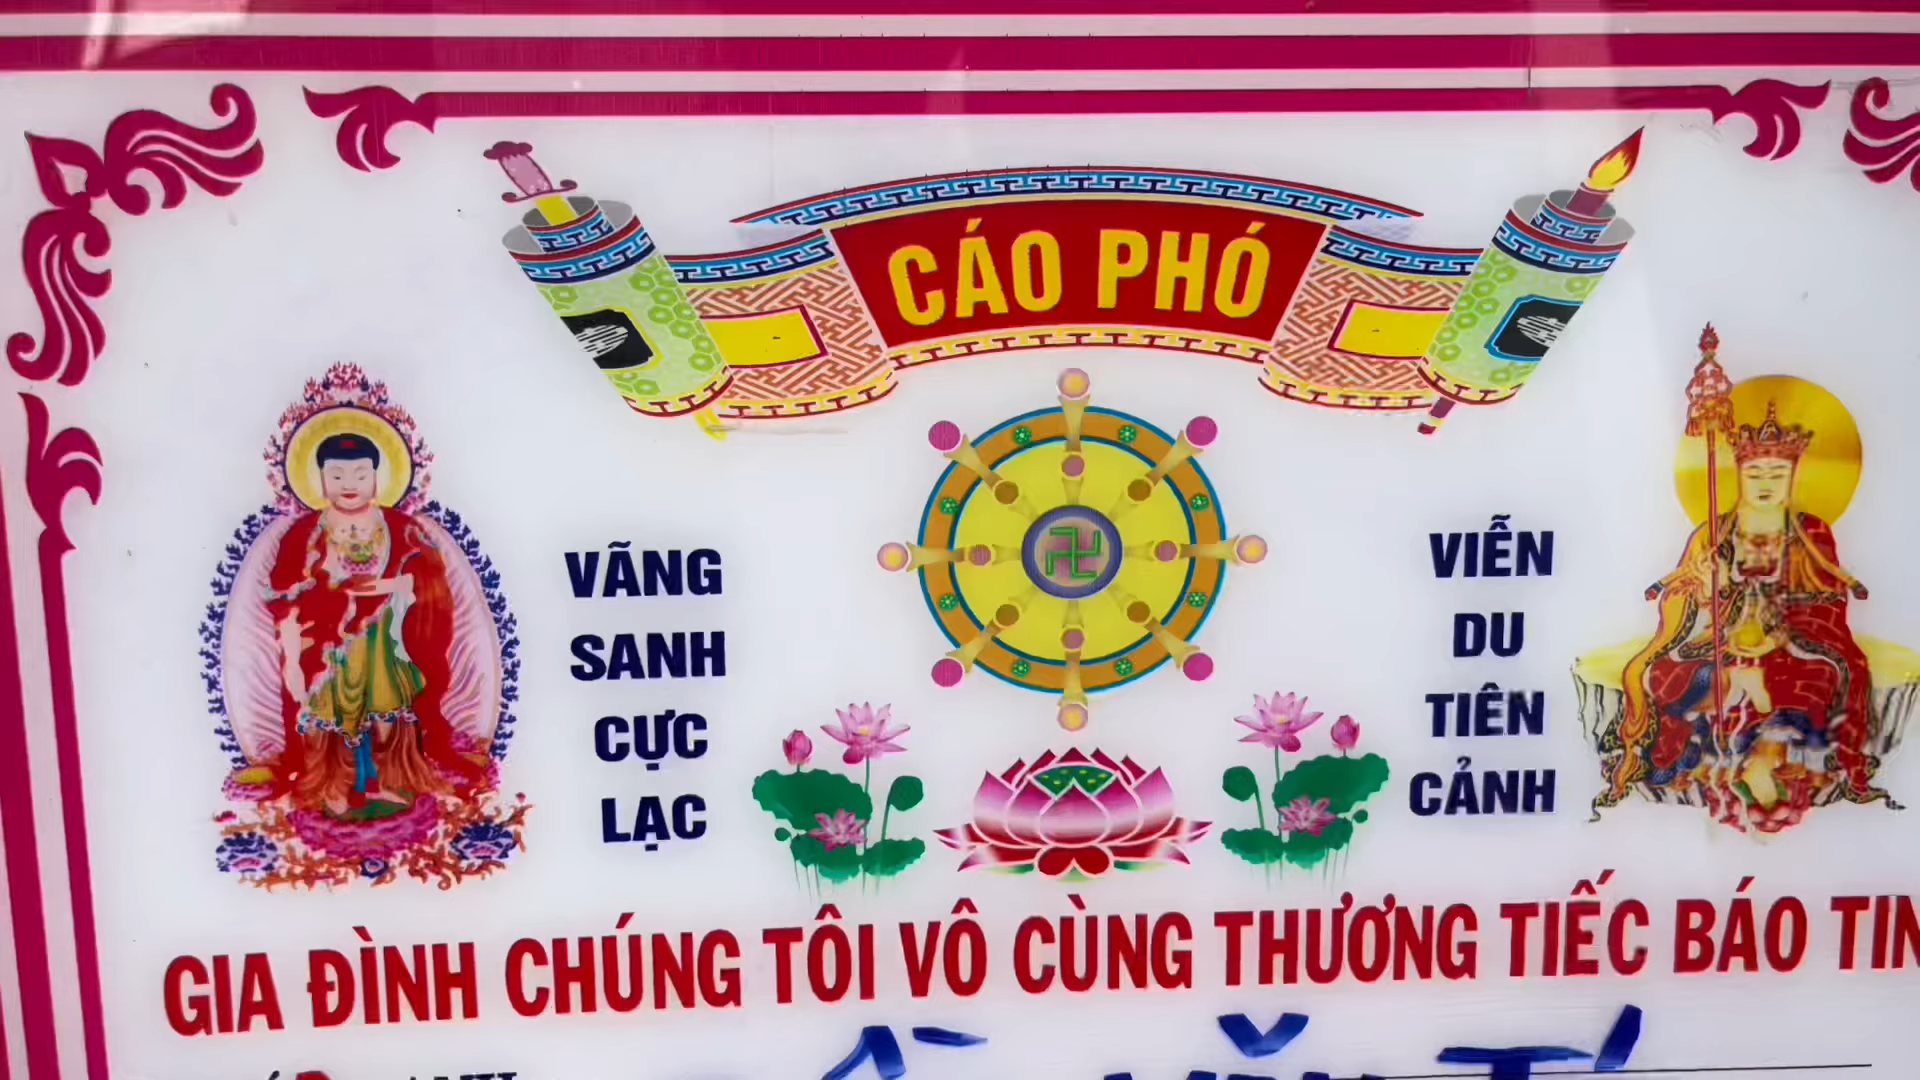 CÁO PHÓ
VÃNG
SANH
CỰC
LẠC
VIỄN
DU
TIÊN
CẢNH
GIA ĐÌNH CHÚNG TÔI VÔ CÙNG THƯƠNG TIẾC BÁO TIN